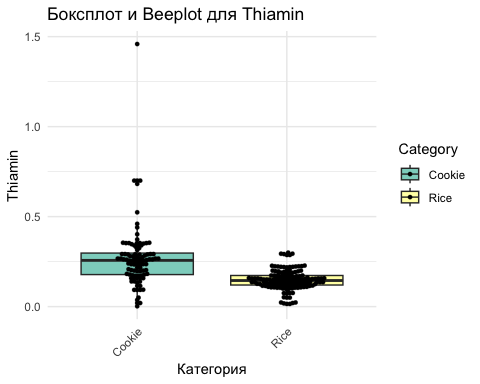 Боксплот и Beeplot для Thiamin
1.5
1.0
0.5
0.0
Thiamin
Cookie
Rice
Категория
Category
Cookie
Rice